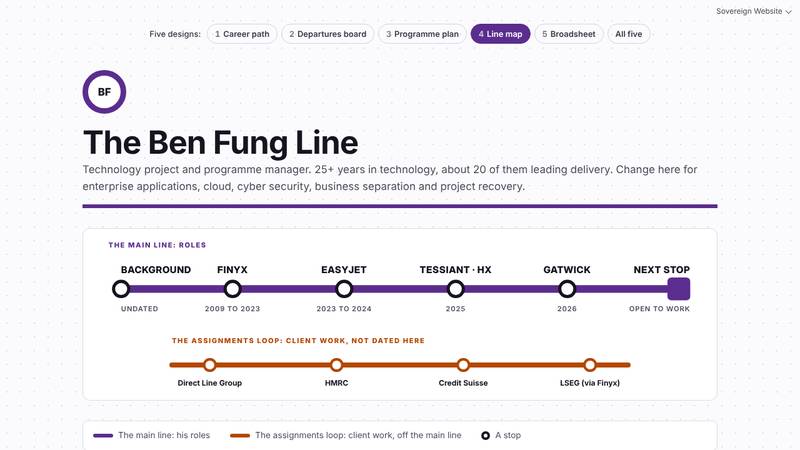 Sovereign Website
Five designs: 1 Career path 2 Departures board 3 Programme plan 4 Line map 5 Broadsheet All five
BF
The Ben Fung Line
Technology project and programme manager. 25+ years in technology, about 20 of them leading delivery. Change here for
enterprise applications, cloud, cyber security, business separation and project recovery.
THE MAIN LINE: ROLES
BACKGROUND FINYX EASYJET TESSIANT · HX GATWICK NEXT STOP
UNDATED 2009 TO 2023 2023 TO 2024 2025 2026 OPEN TO WORK
THE ASSIGNMENTS LOOP: CLIENT WORK, NOT DATED HERE
Direct Line Group HMRC Credit Suisse LSEG (via Finyx)
The main line: his roles The assignments loop: client work, off the main line A stop